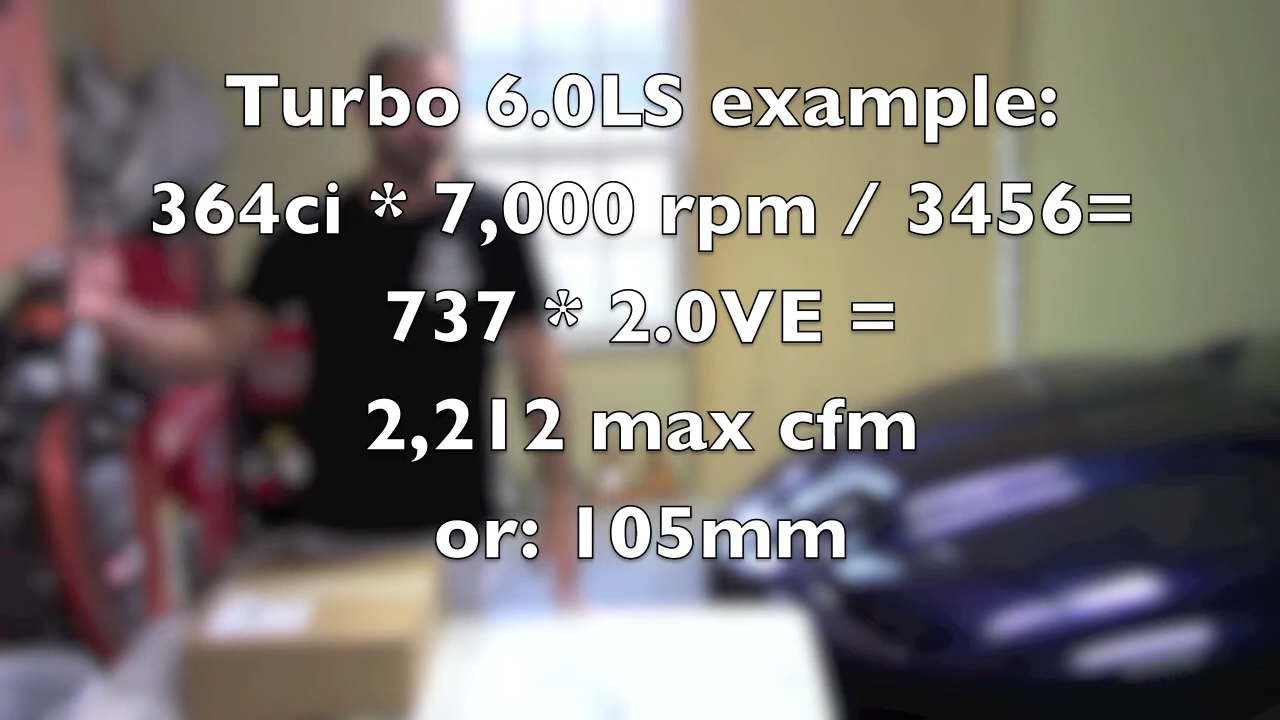 Turbo 6.0LS example:
364ci * 7,000 rpm / 3456=
737 * 2.0VE =
2,212 max cfm
or: 105mm